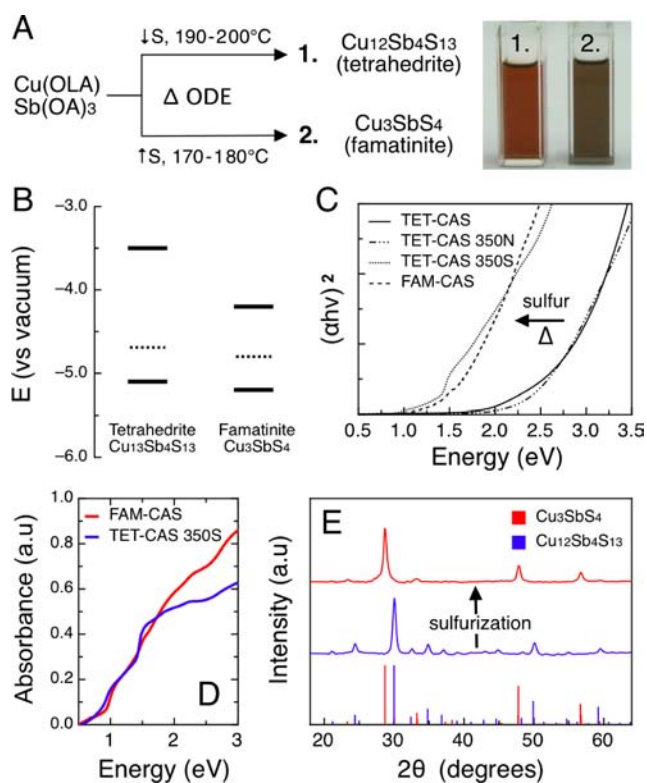 A
Cu(OLA)
Sb(OA)3
↓S, 190-200°C
Δ ODE
↑S, 170-180°C
1. Cu12Sb4S13
(tetrahedrite)
2. Cu3SbS4
(famatinite)
1. 2.
B
E (vs vacuum)
-3.0
-4.0
-5.0
-6.0
Tetrahedrite
Cu13Sb4S13
Famatinite
Cu3SbS4
C
(αhν) 2
TET-CAS
TET-CAS 350N
TET-CAS 350S
FAM-CAS
sulfur
Δ
0.5 1.0 1.5 2.0 2.5 3.0 3.5
Energy (eV)
Absorbance (a.u)
1.0
0.8
0.6
0.4
0.2
0.0
FAM-CAS
TET-CAS 350S
D
0 1 2 3
Energy (eV)
E
Intensity (a.u)
Cu3SbS4
Cu12Sb4S13
sulfurization
20 30 40 50 60
2θ (degrees)